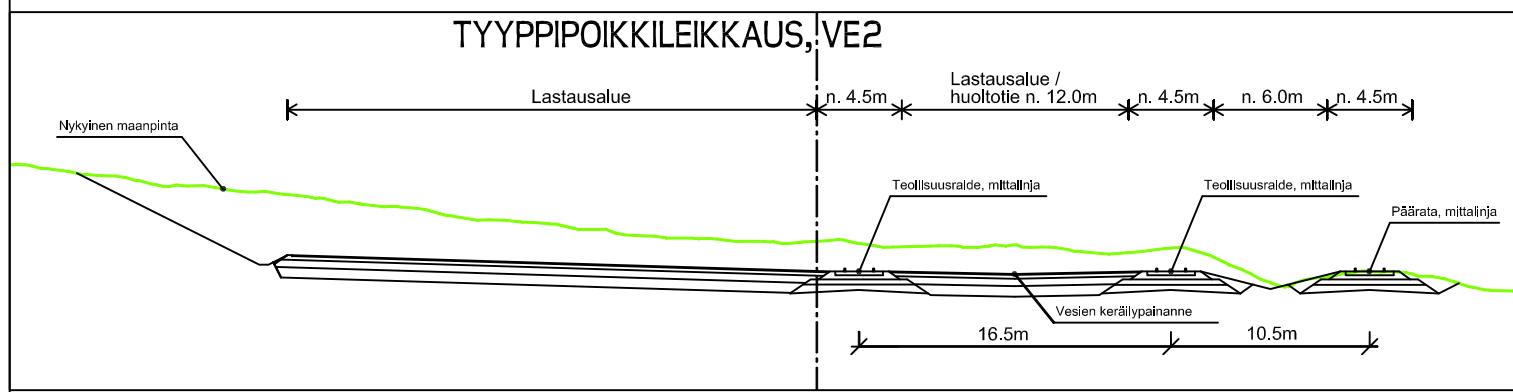 TYYPPIPOIKKILEIKKAUS, VE2
Lastausalue
n. 4.5m
Lastausalue /
huoltotie n. 12.0m
n. 4.5m
n. 6.0m
n. 4.5m
Nykyinen maanpinta
Teollisuusraide, mittalinja
Teollisuusraide, mittalinja
Päärata, mittalinja
Vesien keräilypainanne
16.5m
10.5m